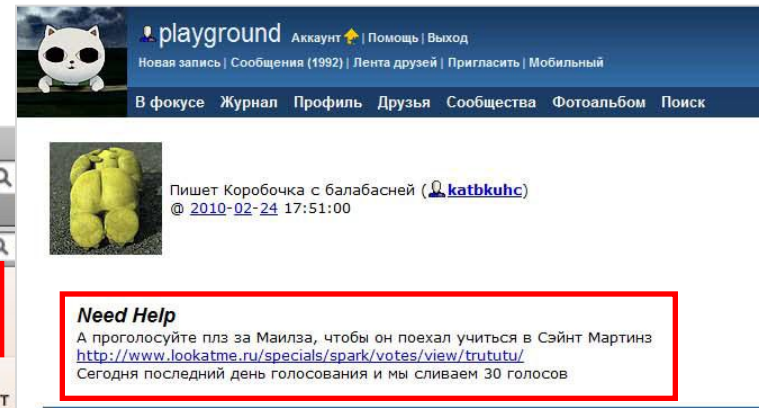 playground Аккаунт | Помощь | Выход
Новая запись | Сообщения (1992) | Лента друзей | Пригласить | Мобильный
В фокусе Журнал Профиль Друзья Сообщества Фотоальбом Поиск
Пишет Коробочка с балабасней (katbkuhc)
@ 2010-02-24 17:51:00
Need Help
А проголосуйте плз за Маилза, чтобы он поехал учиться в Сэйнт Мартинз
http://www.lookatme.ru/specials/spark/votes/view/trututu/
Сегодня последний день голосования и мы сливаем 30 голосов
т